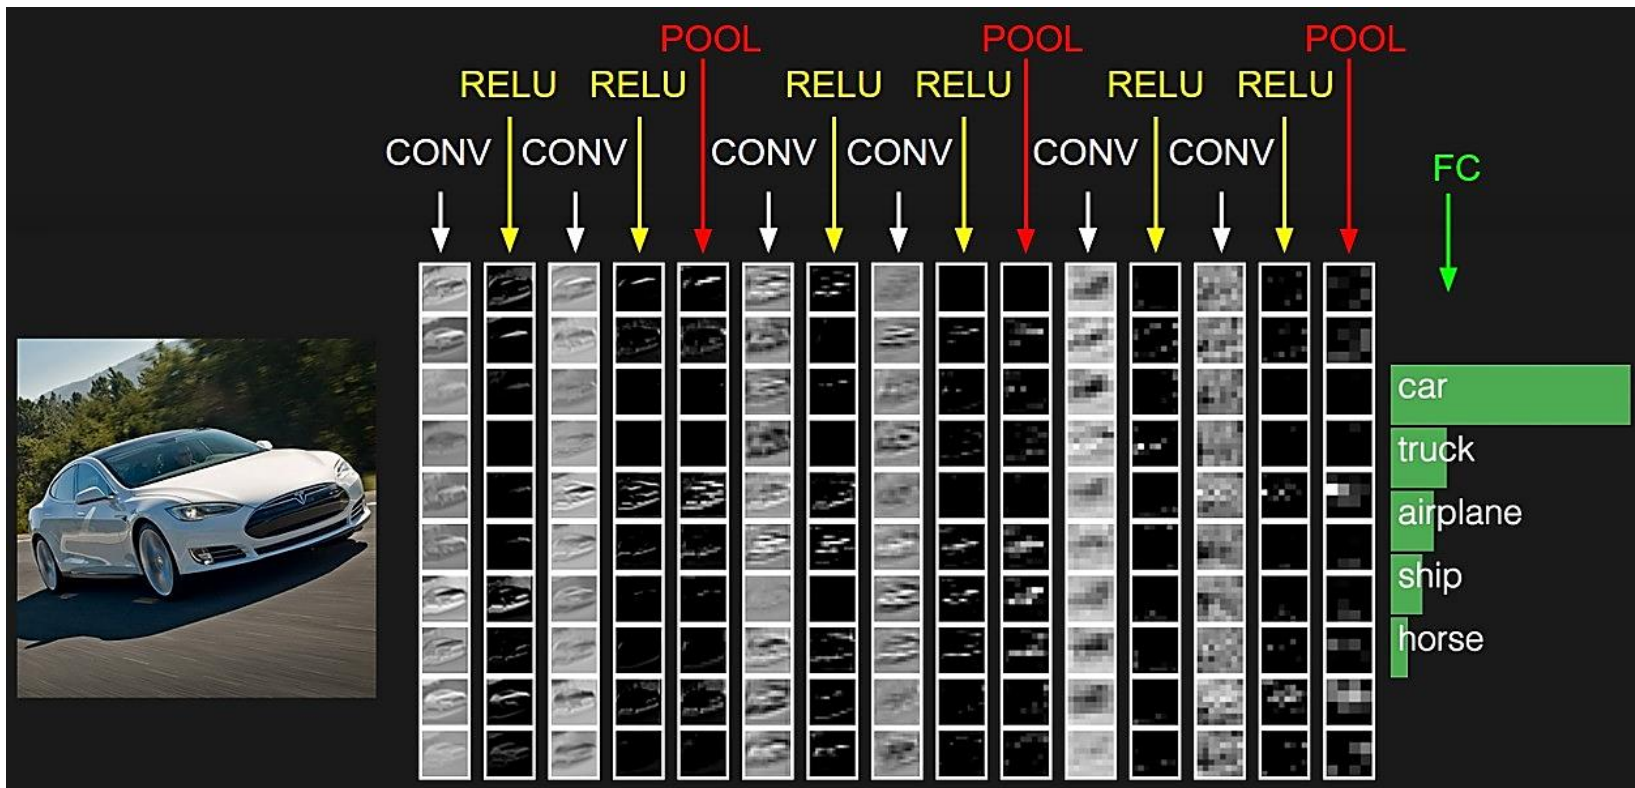 POOL POOL POOL
RELU RELU RELU RELU RELU RELU
CONV CONV CONV CONV CONV CONV
FC
car
truck
airplane
ship
horse